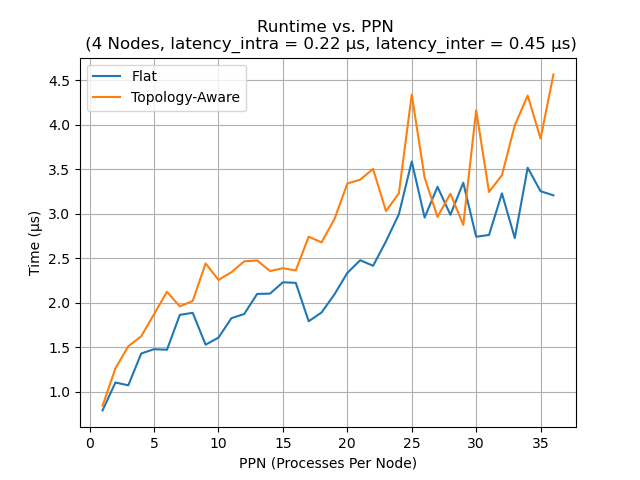 Runtime vs. PPN
(4 Nodes, latency_intra = 0.22 µs, latency_inter = 0.45 µs)
Flat
Topology-Aware
Time (µs)
4.5
4.0
3.5
3.0
2.5
2.0
1.5
1.0
0 5 10 15 20 25 30 35
PPN (Processes Per Node)